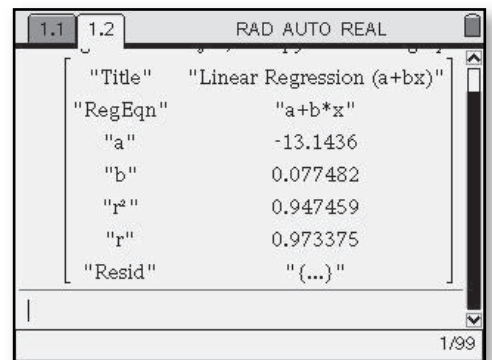 1.1 1.2 RAD AUTO REAL
"Title" "Linear Regression (a+bx)"
"RegEqn" "a+b*x"
"a" -13.1436
"b" 0.077482
"r²" 0.947459
"r" 0.973375
"Resid" "{...}"
1/99